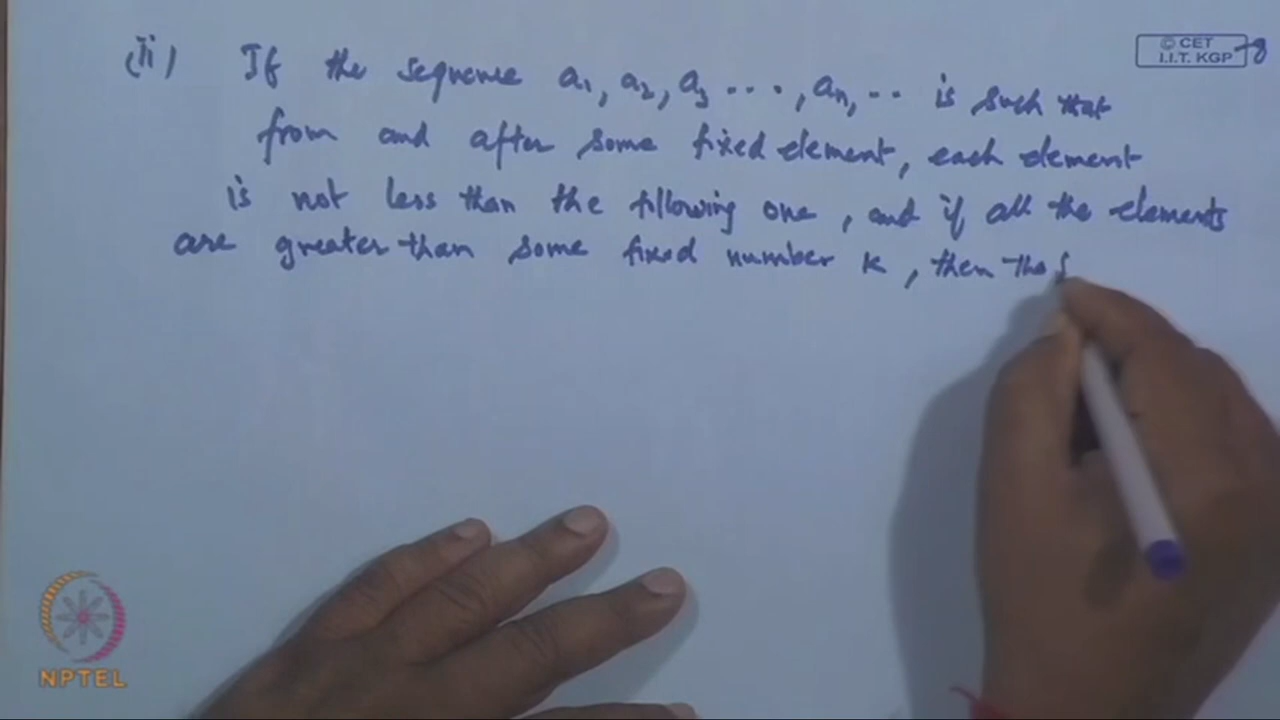 (ii) If the sequence a1, a2, a3 ...., an, .. is such that
from and after some fixed element, each element
is not less than the following one, and if all the elements
are greater than some fixed number K, then the
© CET
I.I.T. KGP
NPTEL